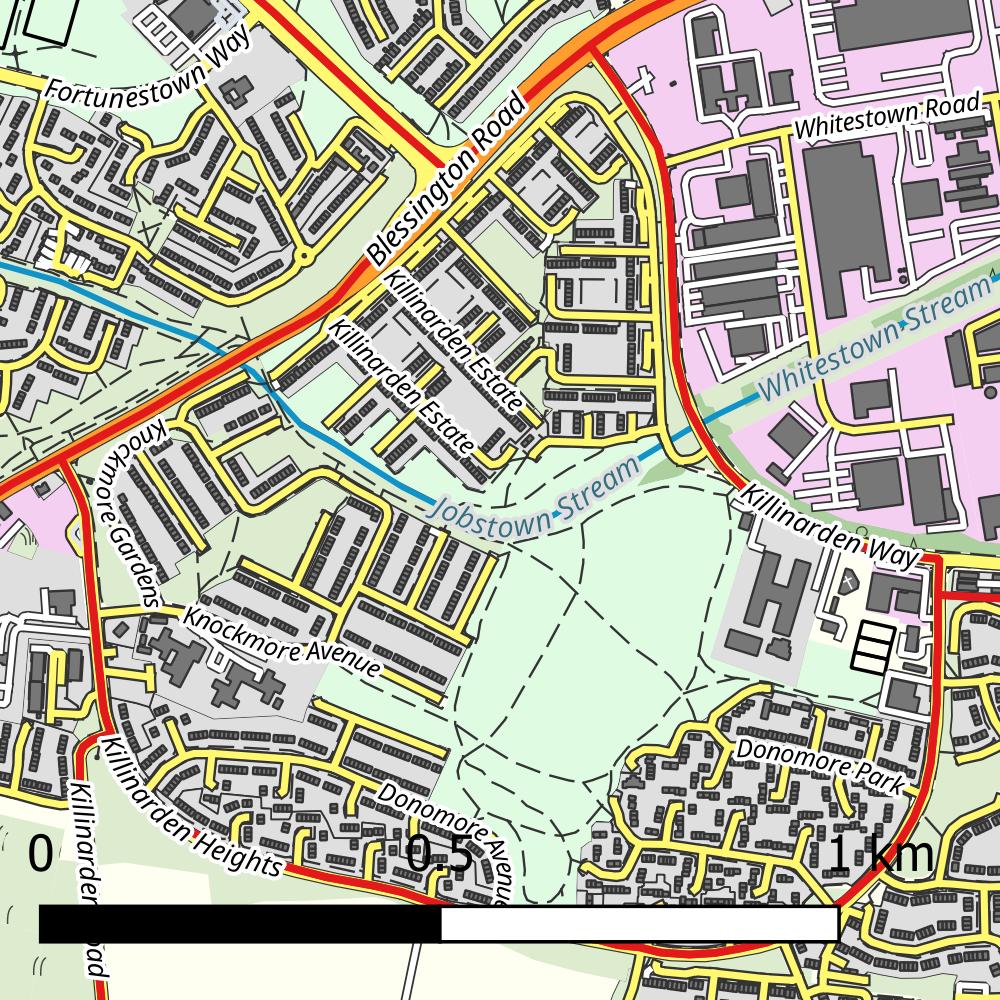 Fortunestown Way
Whitestown Road
Blessington Road
Killinarden Estate
Killinarden Estate
Whitestown Stream
Knockmore Gardens
Jobstown Stream
Killinarden Way
Knockmore Avenue
Donomore Park
Killinarden Heights
Donomore Avenue
Killinarden Road
0 0.5 1 km